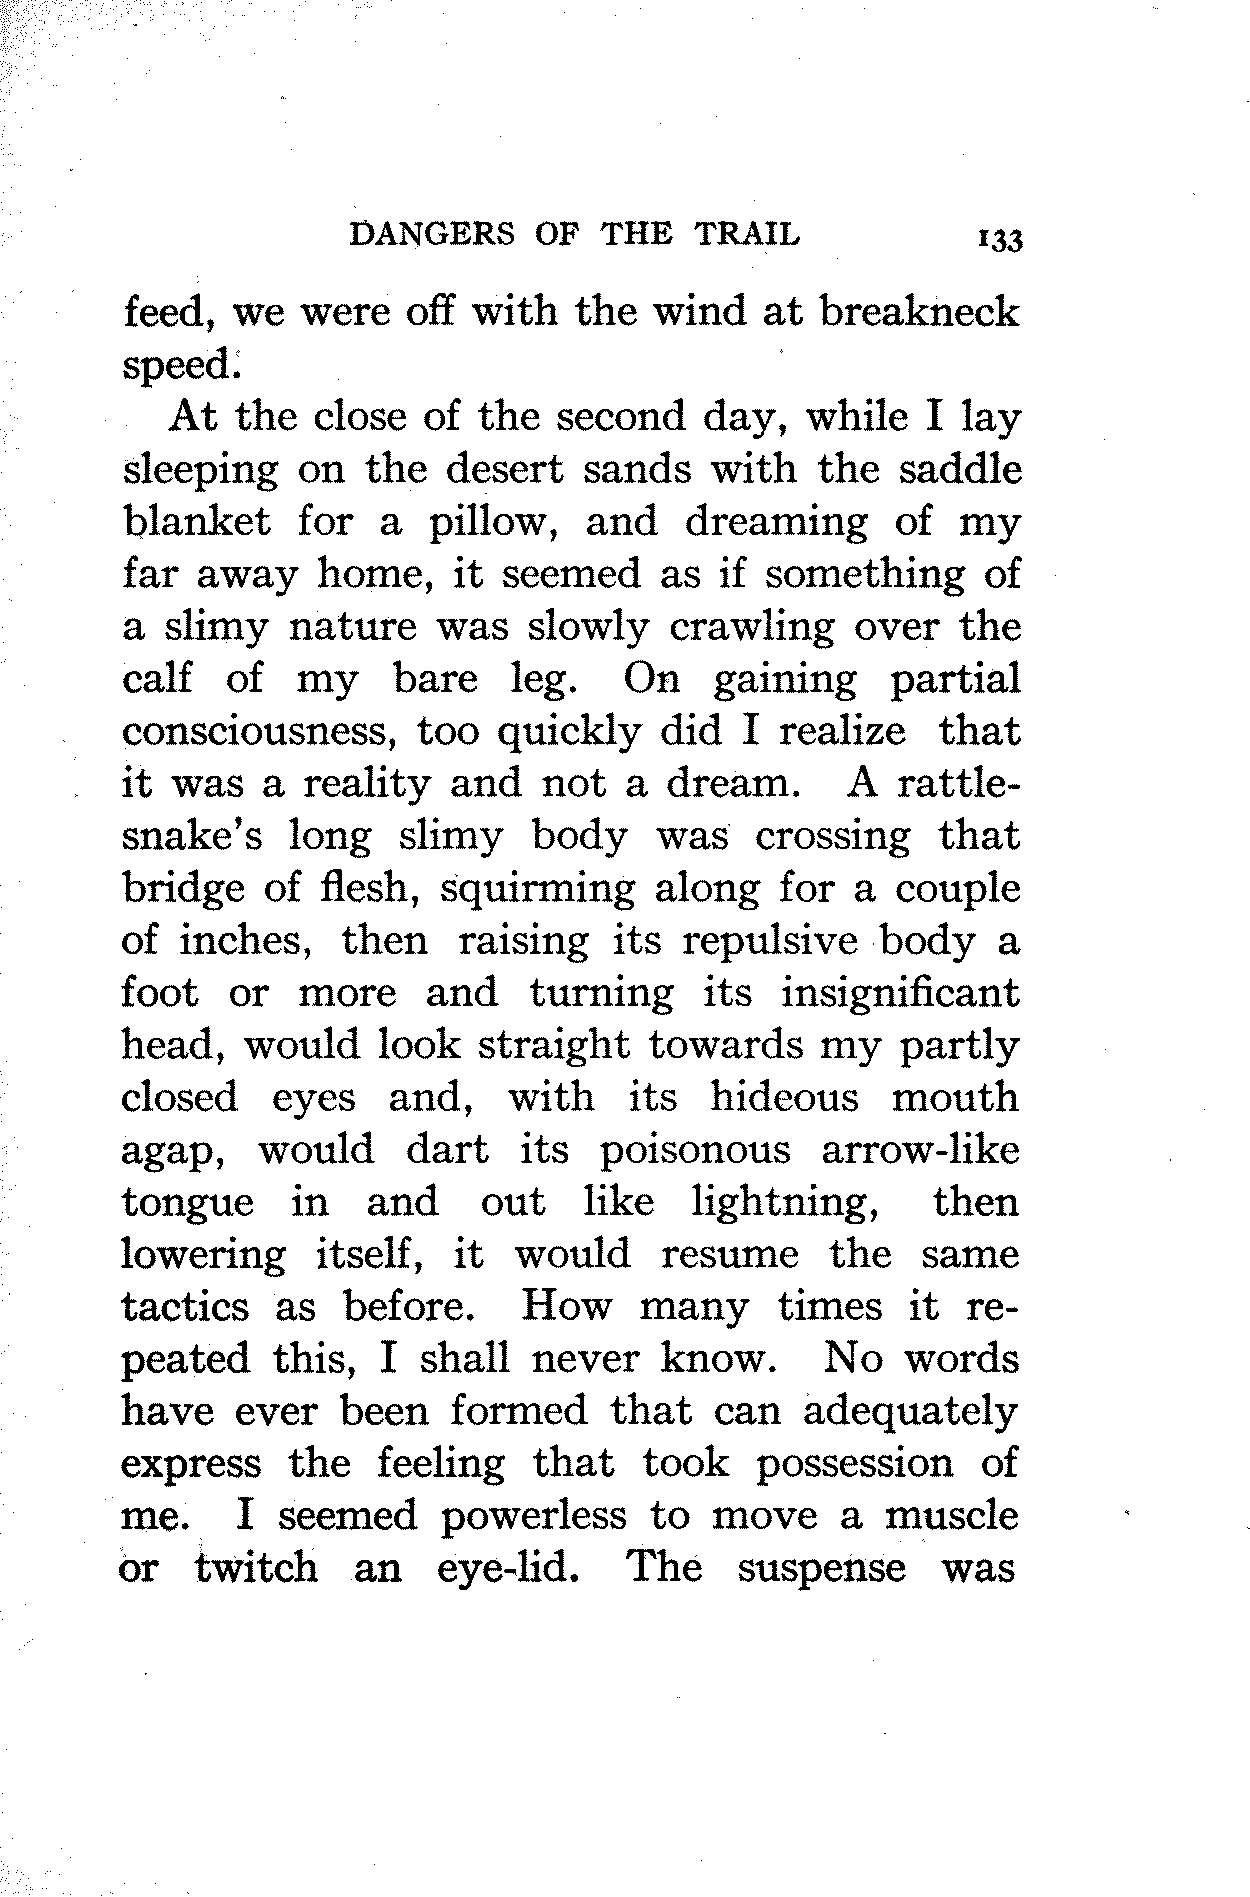 DANGERS OF THE TRAIL 133
feed, we were off with the wind at breakneck
speed.
At the close of the second day, while I lay
sleeping on the desert sands with the saddle
blanket for a pillow, and dreaming of my
far away home, it seemed as if something of
a slimy nature was slowly crawling over the
calf of my bare leg. On gaining partial
consciousness, too quickly did I realize that
it was a reality and not a dream. A rattle-
snake's long slimy body was crossing that
bridge of flesh, squirming along for a couple
of inches, then raising its repulsive body a
foot or more and turning its insignificant
head, would look straight towards my partly
closed eyes and, with its hideous mouth
agap, would dart its poisonous arrow-like
tongue in and out like lightning, then
lowering itself, it would resume the same
tactics as before. How many times it re-
peated this, I shall never know. No words
have ever been formed that can adequately
express the feeling that took possession of
me. I seemed powerless to move a muscle
or twitch an eye-lid. The suspense was